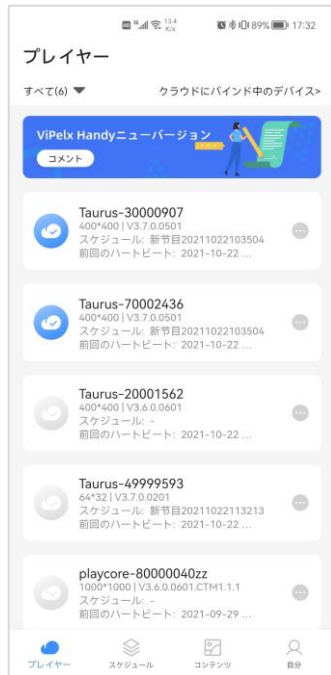 HD 5G 13.4 K/s 89% 17:32
プレイヤー
すべて(6) ▼ クラウドにバインド中のデバイス>
ViPelx Handyニューバージョン
コメント
Taurus-30000907
400*400 | V3.7.0.0501
スケジュール: 新节目20211022103504
前回のハートビート: 2021-10-22 ...
Taurus-70002436
400*400 | V3.7.0.0501
スケジュール: 新节目20211022103504
前回のハートビート: 2021-10-22 ...
Taurus-20001562
400*400 | V3.6.0.0601
スケジュール: -
前回のハートビート: 2021-10-22 ...
Taurus-49999593
64*32 | V3.7.0.0201
スケジュール: 新节目20211022113213
前回のハートビート: 2021-10-22 ...
playcore-80000040zz
1000*1000 | V3.6.0.0601.CTM1.1.1
スケジュール: -
前回のハートビート: 2021-09-29 ...
プレイヤー スケジュール コンテンツ 自分